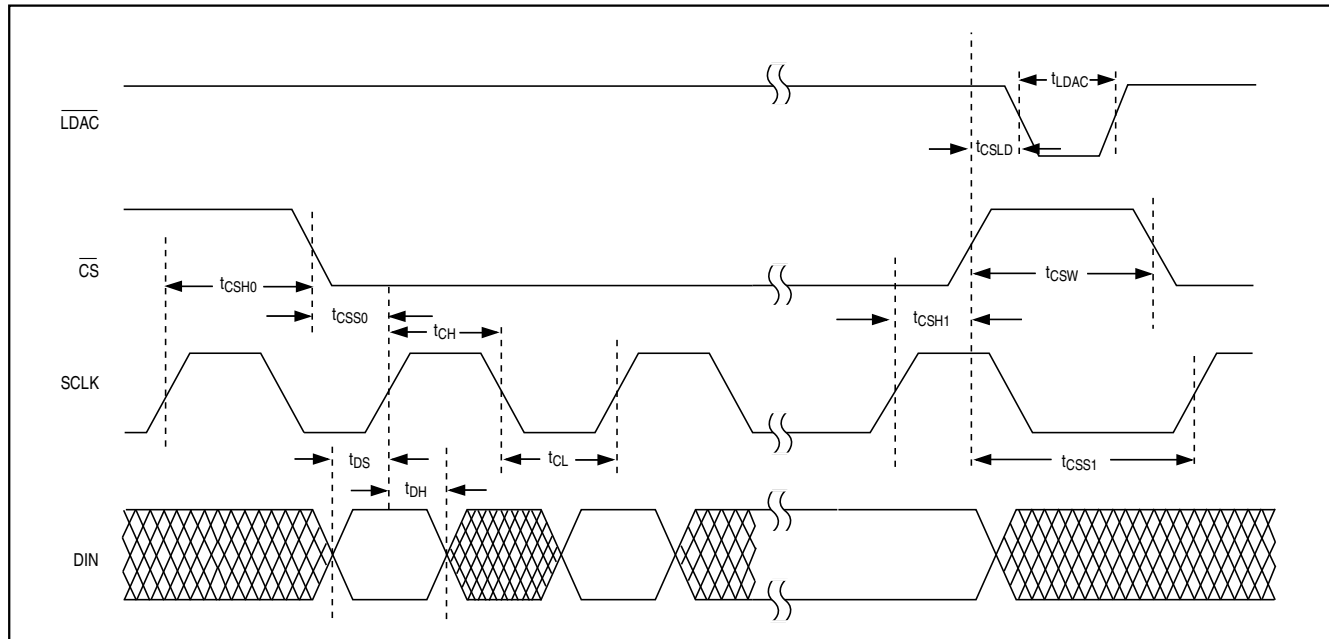 tLDAC
LDAC
tCSLD
CS
tCSH0
tCSW
tCSS0
tCH
tCSH1
SCLK
tDS
tCL
tCSS1
tDH
DIN